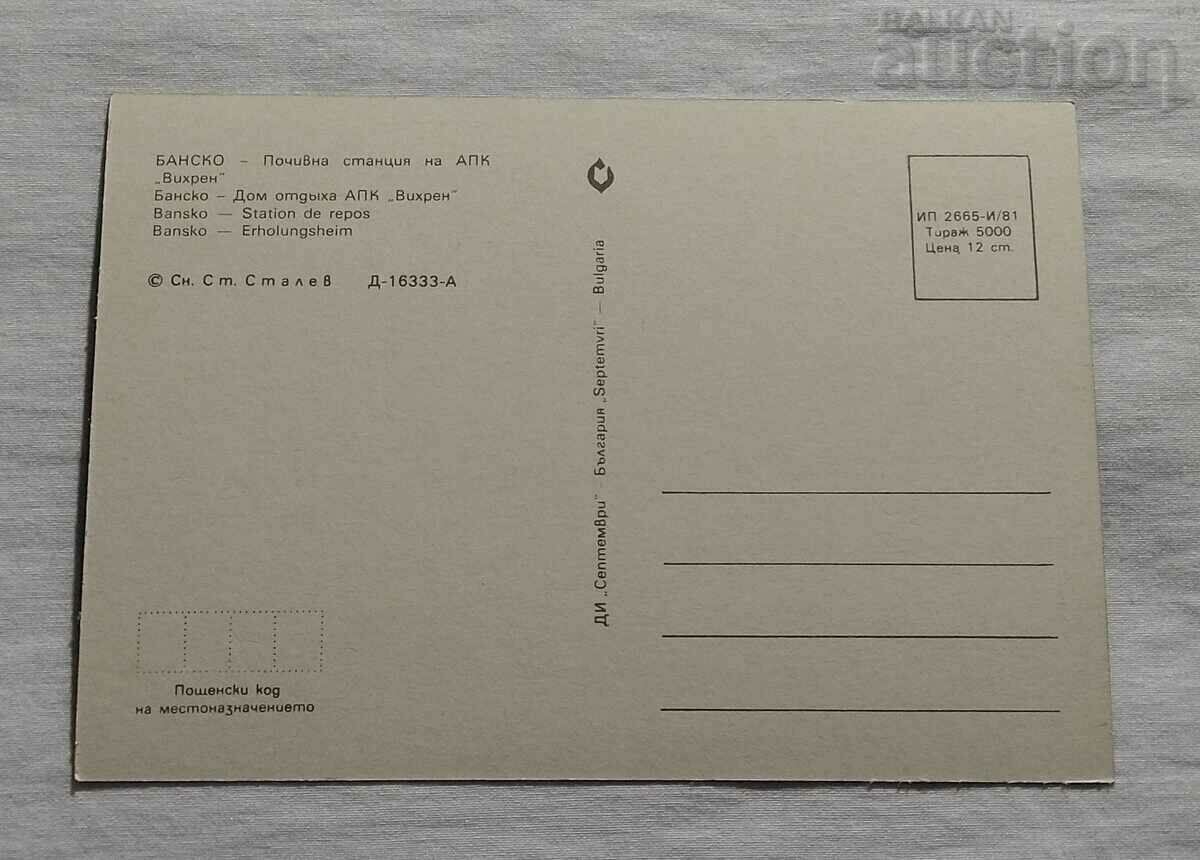 БАНСКО – Почивна станция на АПК
„Вихрен"
Банско – Дом отдыха АПК „Вихрен"
Bansko — Station de repos
Bansko — Erholungsheim
© Сн. Ст. Сталев Д-16333-А
ДИ „Септември" - България „Septemvri" — Bulgaria
ИП 2665-И/81
Тираж 5000
Цена 12 ст.
Пощенски код
на местоназначението
BALKAN
auction